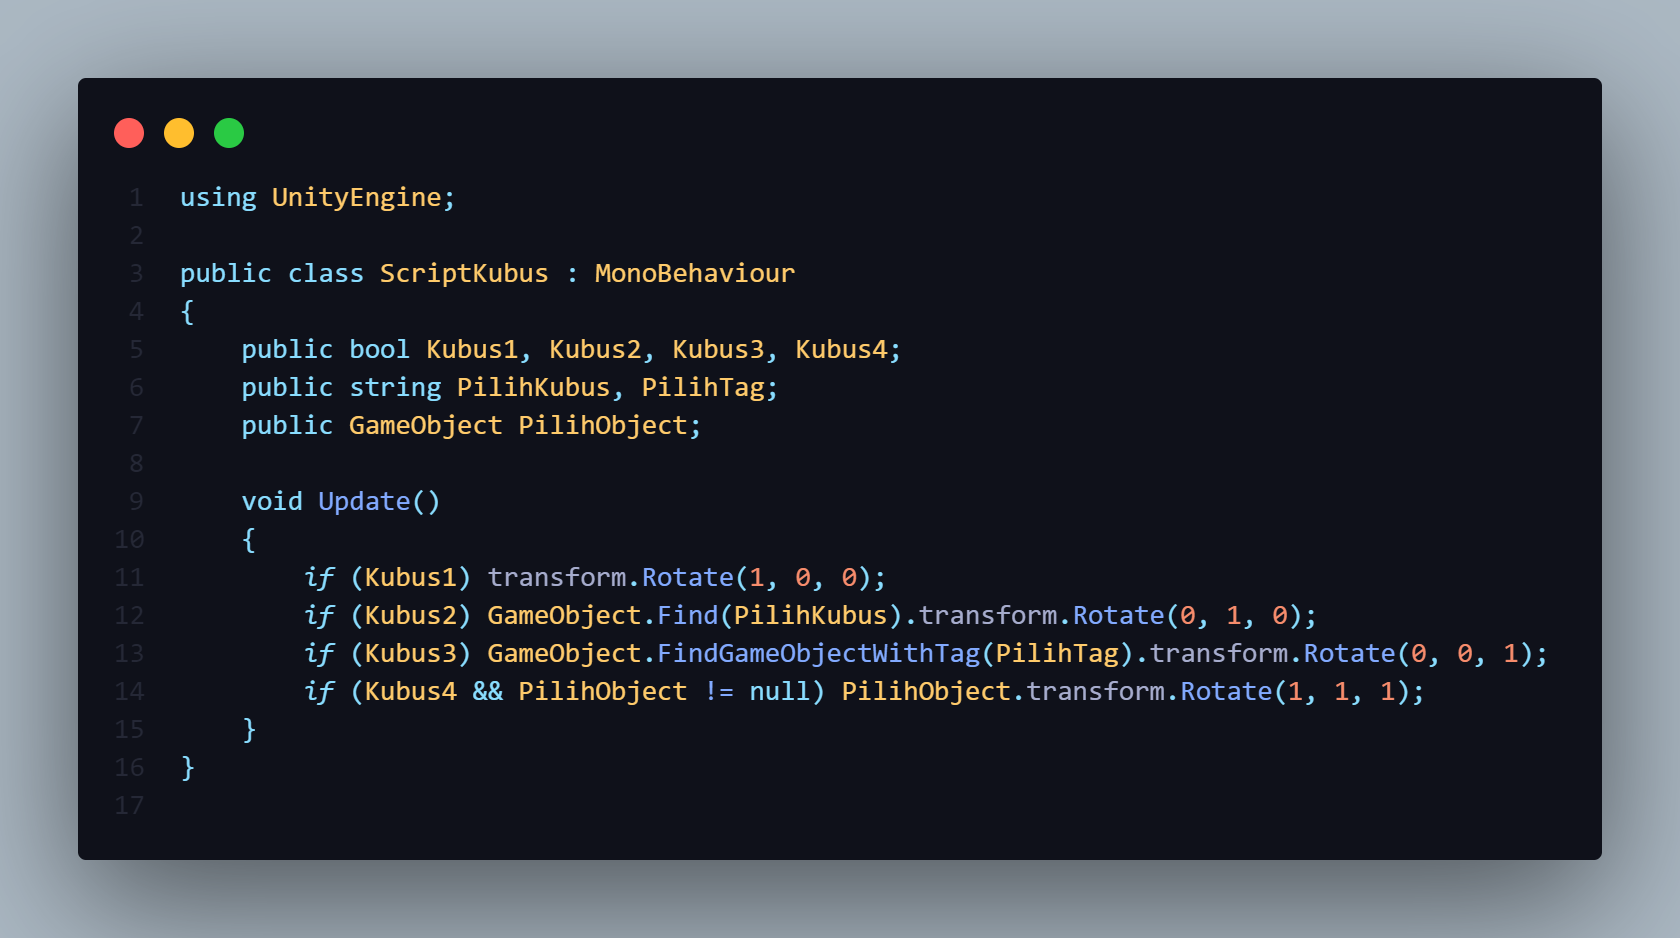 1 using UnityEngine;
2
3 public class ScriptKubus : MonoBehaviour
4 {
5     public bool Kubus1, Kubus2, Kubus3, Kubus4;
6     public string PilihKubus, PilihTag;
7     public GameObject PilihObject;
8
9     void Update()
10     {
11         if (Kubus1) transform.Rotate(1, 0, 0);
12         if (Kubus2) GameObject.Find(PilihKubus).transform.Rotate(0, 1, 0);
13         if (Kubus3) GameObject.FindGameObjectWithTag(PilihTag).transform.Rotate(0, 0, 1);
14         if (Kubus4 && PilihObject != null) PilihObject.transform.Rotate(1, 1, 1);
15     }
16 }
17